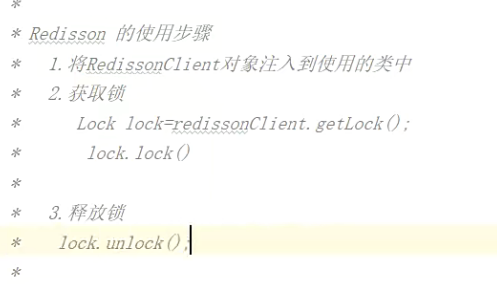 *
* Redisson 的使用步骤
* 1.将RedissonClient对象注入到使用的类中
* 2.获取锁
* Lock lock=redissonClient.getLock();
* lock.lock()
*
* 3.释放锁
* lock.unlock();
*